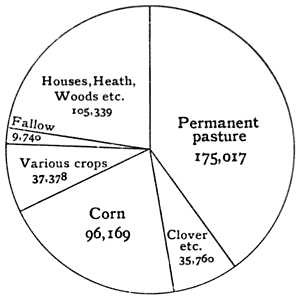 Houses, Heath,
Woods etc.
105,339
Fallow
9,740
Various crops
37,378
Corn
96,169
Clover
etc.
35,760
Permanent
pasture
175,017